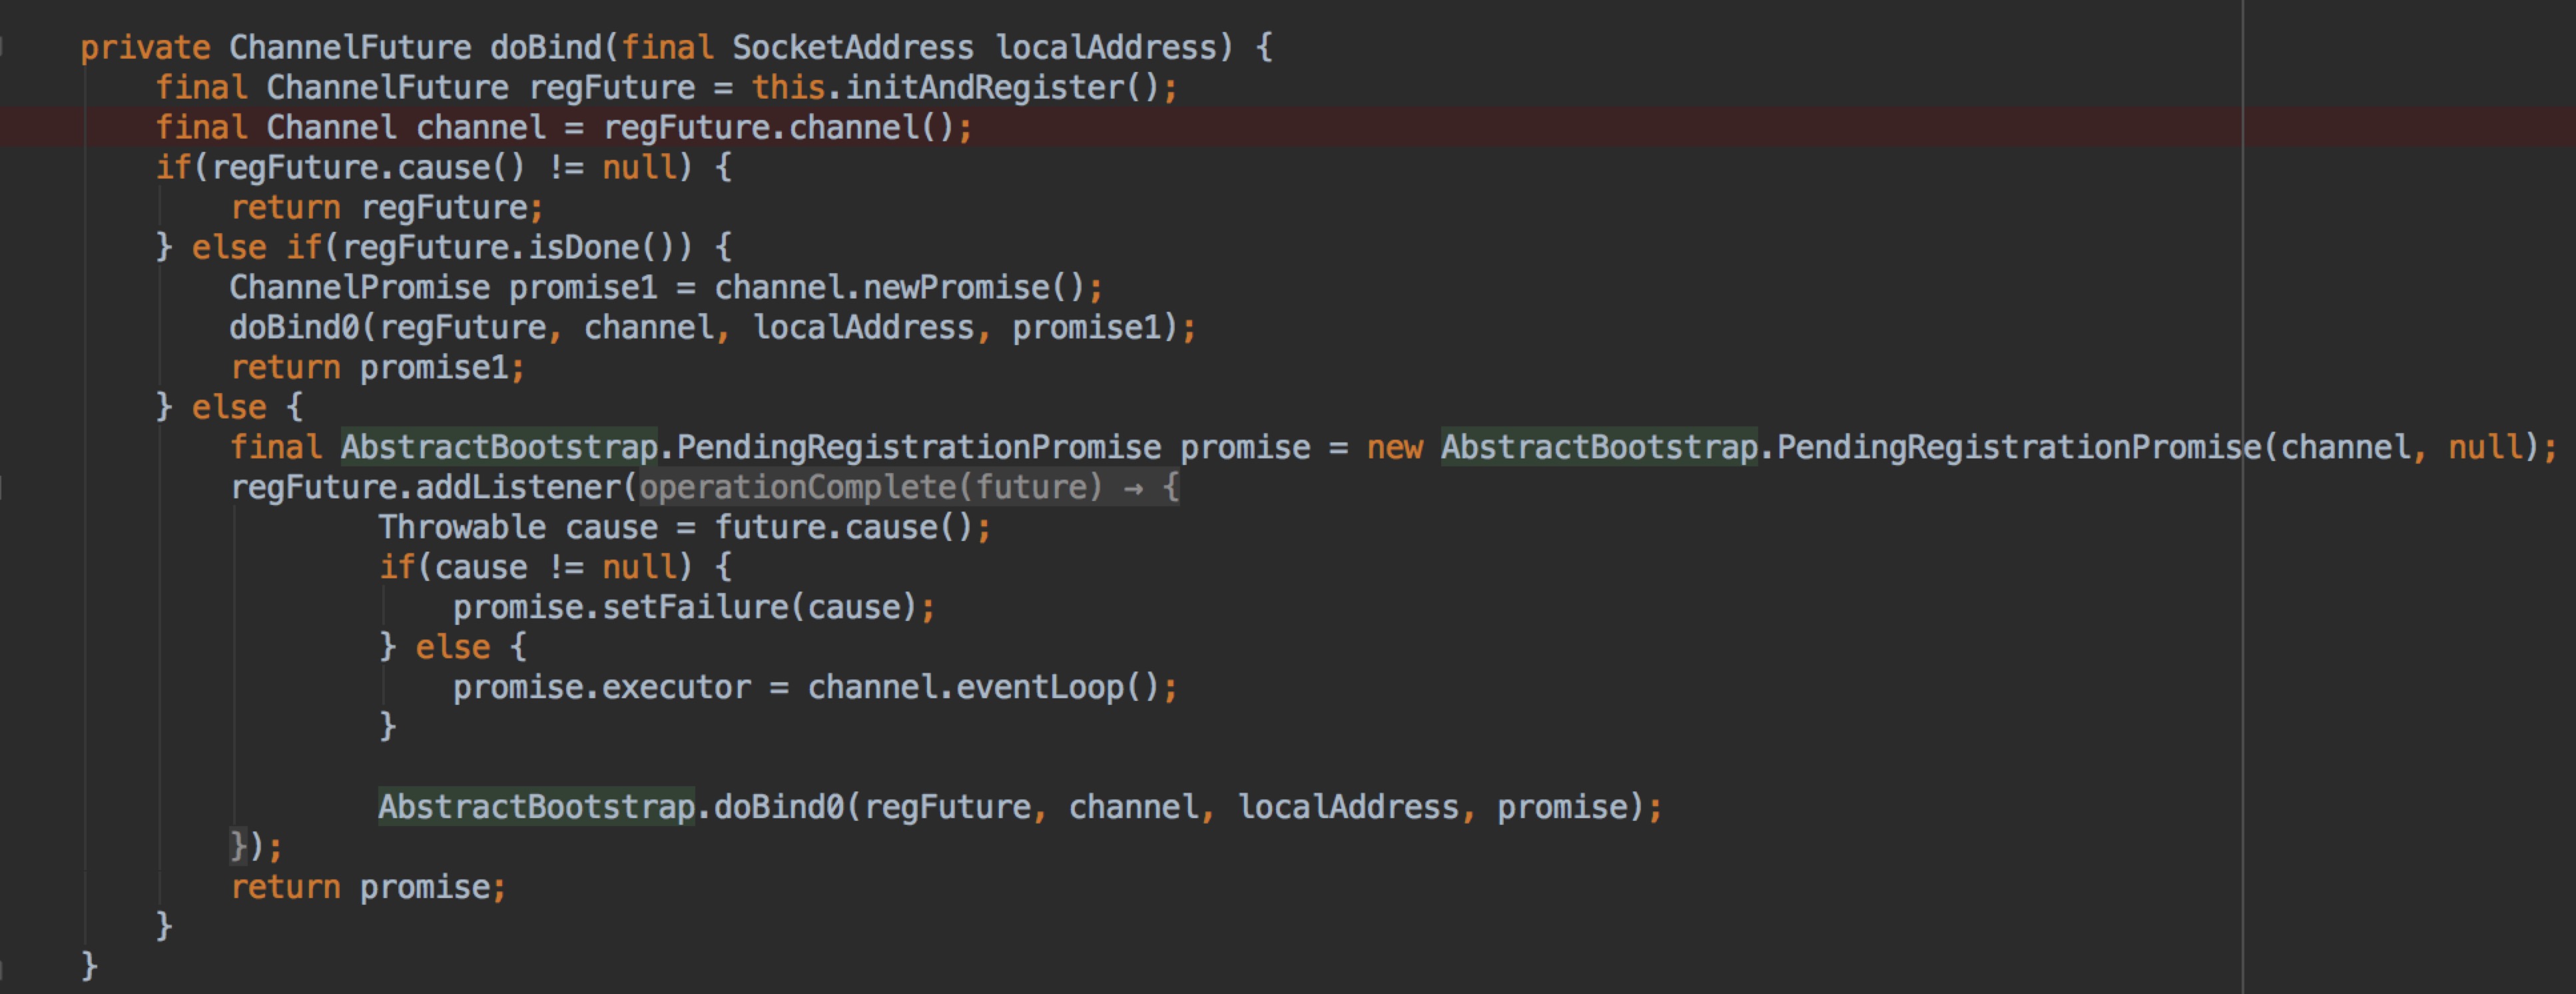 private ChannelFuture doBind(final SocketAddress localAddress) {
final ChannelFuture regFuture = this.initAndRegister();
final Channel channel = regFuture.channel();
if(regFuture.cause() != null) {
return regFuture;
} else if(regFuture.isDone()) {
ChannelPromise promise1 = channel.newPromise();
doBind0(regFuture, channel, localAddress, promise1);
return promise1;
} else {
final AbstractBootstrap.PendingRegistrationPromise promise = new AbstractBootstrap.PendingRegistrationPromise(channel, null);
regFuture.addListener(operationComplete(future) → {
Throwable cause = future.cause();
if(cause != null) {
promise.setFailure(cause);
} else {
promise.executor = channel.eventLoop();
}
AbstractBootstrap.doBind0(regFuture, channel, localAddress, promise);
});
return promise;
}
}